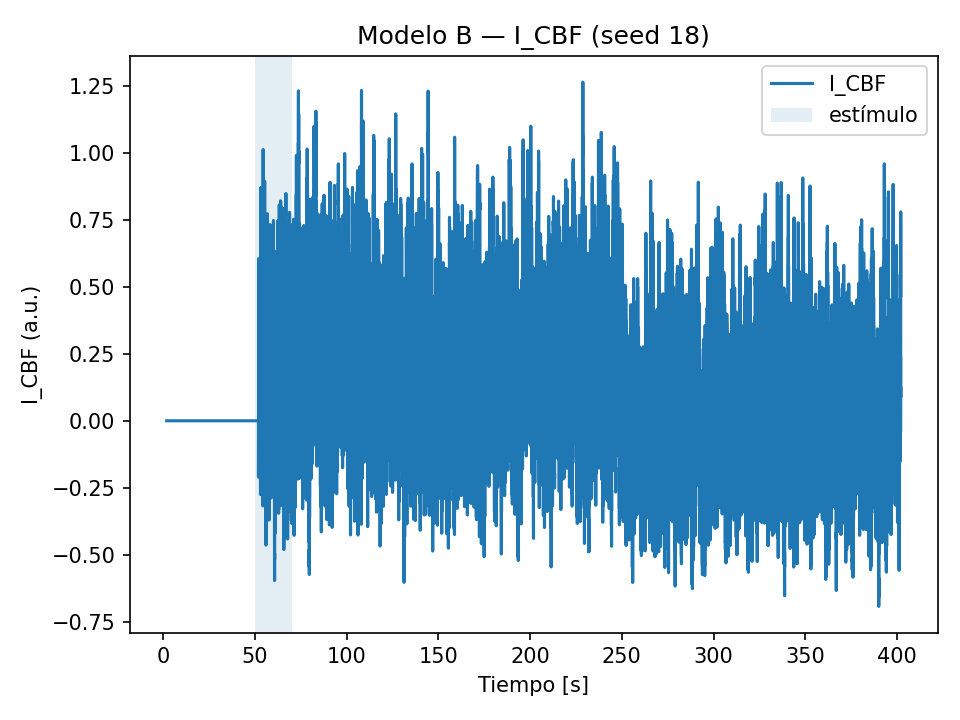 Modelo B — I_CBF (seed 18)
I_CBF
estímulo
I_CBF (a.u.)
1.25
1.00
0.75
0.50
0.25
0.00
−0.25
−0.50
−0.75
0 50 100 150 200 250 300 350 400
Tiempo [s]